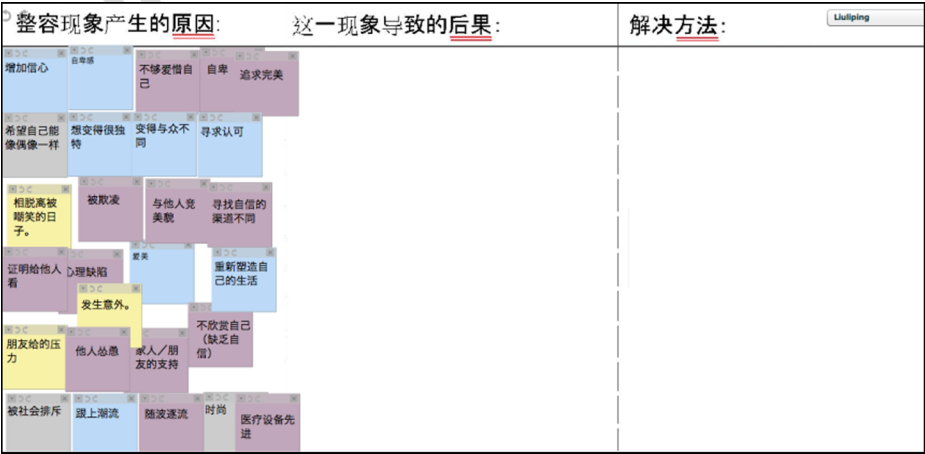 整容现象产生的原因:
这一现象导致的后果:
解决方法:
Liuliping
增加信心
自卑感
不够爱惜自
己
自卑
追求完美
希望自己能
像偶像一样
想变得很独
特
变得与众不
同
寻求认可
相脱离被
嘲笑的日
子。
被欺凌
与他人竞
美貌
寻找自信的
渠道不同
证明给他人
看
心理缺陷
爱美
重新塑造自
己的生活
发生意外。
不欣赏自己
（缺乏自
信）
朋友给的压
力
他人怂恿
家人／朋
友的支持
被社会排斥
跟上潮流
随波逐流
时尚
医疗设备先
进